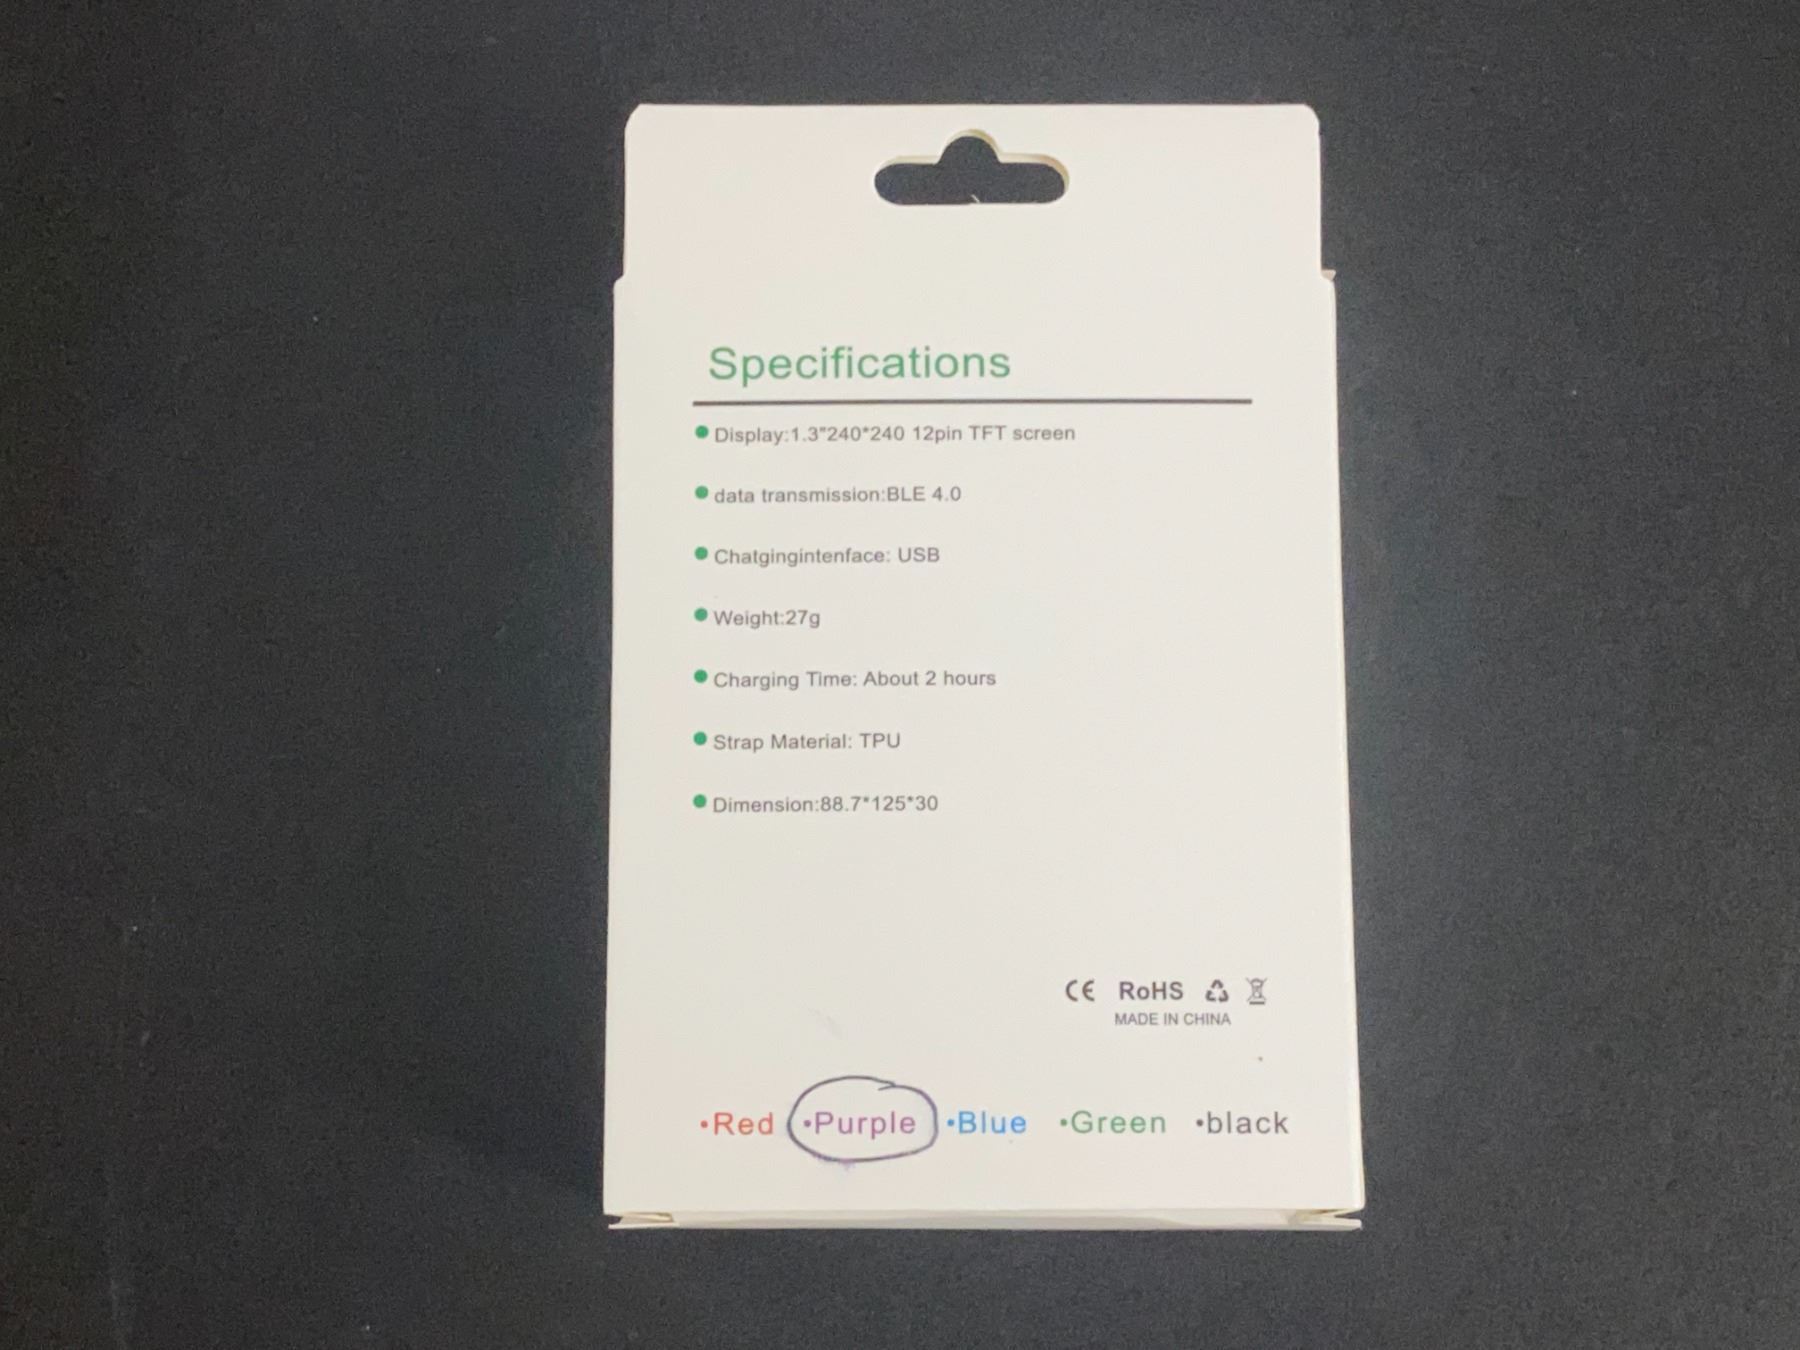 Specifications
Display:1.3"240*240 12pin TFT screen
data transmission:BLE 4.0
Chatgingintenface: USB
Weight:27g
Charging Time: About 2 hours
Strap Material: TPU
Dimension:88.7*125*30
CE RoHS
MADE IN CHINA
•Red •Purple •Blue •Green •black